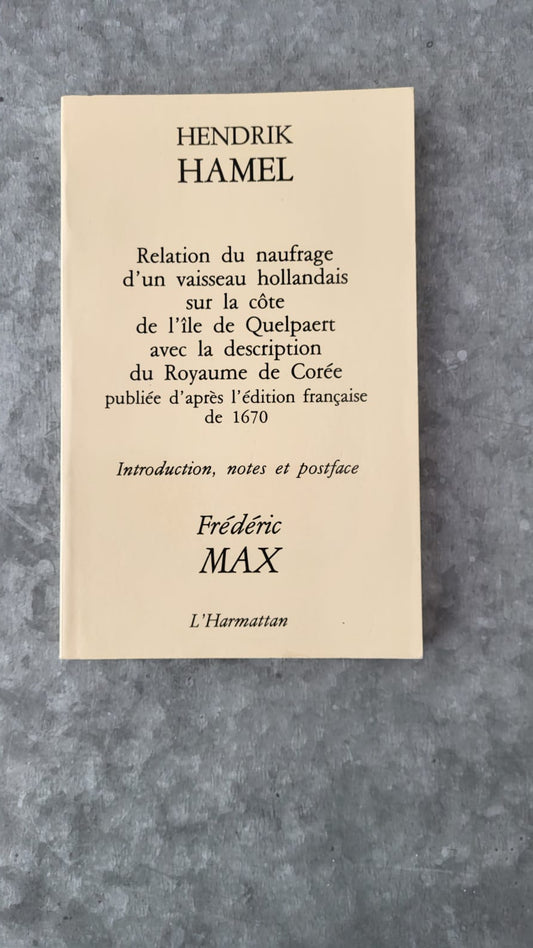 HENDRIK
HAMEL
Relation du naufrage
d'un vaisseau hollandais
sur la côte
de l'île de Quelpaert
avec la description
du Royaume de Corée
publiée d'après l'édition française
de 1670
Introduction, notes et postface
Frédéric
MAX
L'Harmattan